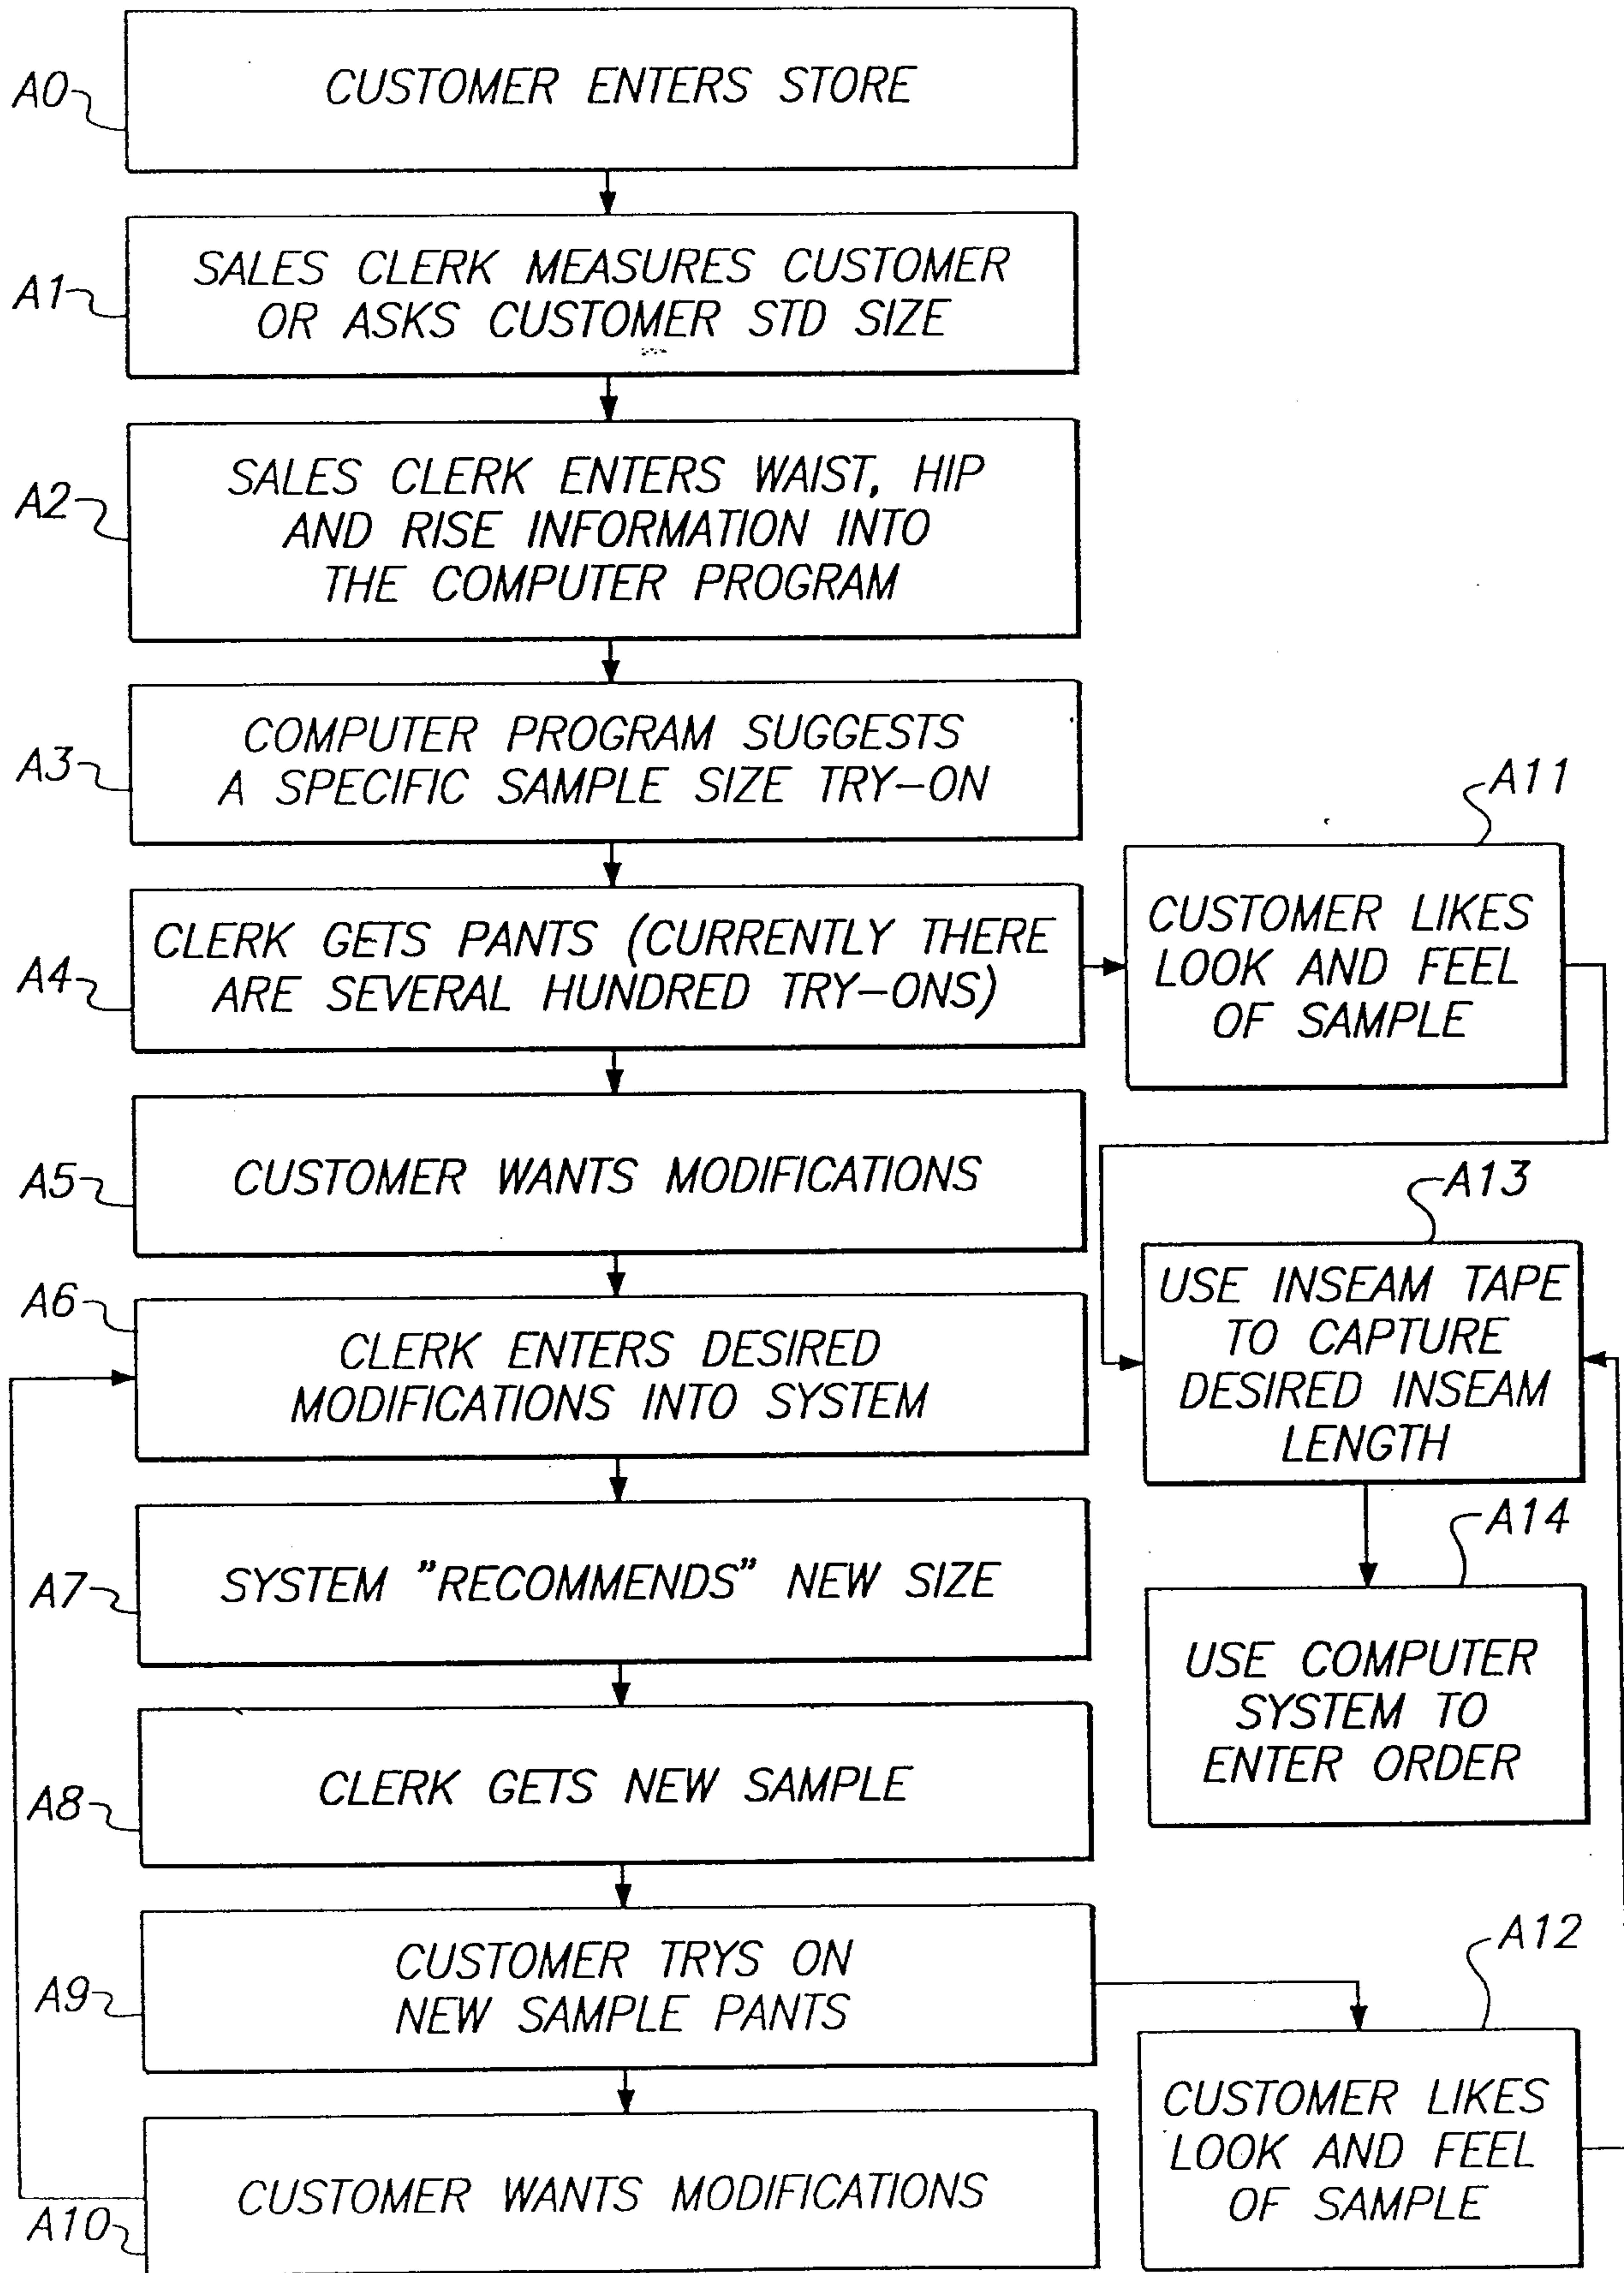 A0
CUSTOMER ENTERS STORE
A1
SALES CLERK MEASURES CUSTOMER
OR ASKS CUSTOMER STD SIZE
A2
SALES CLERK ENTERS WAIST, HIP
AND RISE INFORMATION INTO
THE COMPUTER PROGRAM
A3
COMPUTER PROGRAM SUGGESTS
A SPECIFIC SAMPLE SIZE TRY-ON
A4
CLERK GETS PANTS (CURRENTLY THERE
ARE SEVERAL HUNDRED TRY-ONS)
A11
CUSTOMER LIKES
LOOK AND FEEL
OF SAMPLE
A5
CUSTOMER WANTS MODIFICATIONS
A6
CLERK ENTERS DESIRED
MODIFICATIONS INTO SYSTEM
A13
USE INSEAM TAPE
TO CAPTURE
DESIRED INSEAM
LENGTH
A7
SYSTEM "RECOMMENDS" NEW SIZE
A14
USE COMPUTER
SYSTEM TO
ENTER ORDER
A8
CLERK GETS NEW SAMPLE
A9
CUSTOMER TRYS ON
NEW SAMPLE PANTS
A12
CUSTOMER LIKES
LOOK AND FEEL
OF SAMPLE
A10
CUSTOMER WANTS MODIFICATIONS